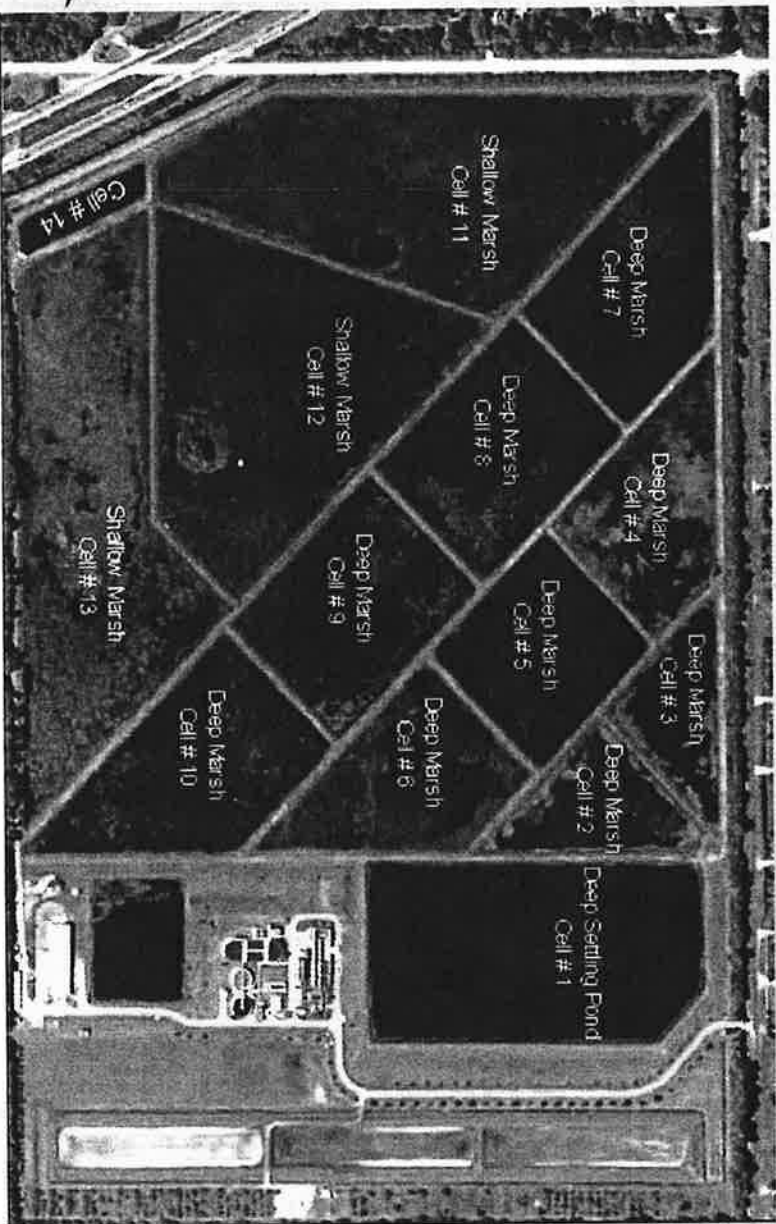 Deep Settling Pond
Cell # 1
Deep Marsh
Cell # 2
Deep Marsh
Cell # 3
Deep Marsh
Cell # 4
Deep Marsh
Cell # 5
Deep Marsh
Cell # 6
Deep Marsh
Cell # 7
Deep Marsh
Cell # 8
Deep Marsh
Cell # 9
Deep Marsh
Cell # 10
Shallow Marsh
Cell # 11
Shallow Marsh
Cell # 12
Shallow Marsh
Cell # 13
Cell # 14